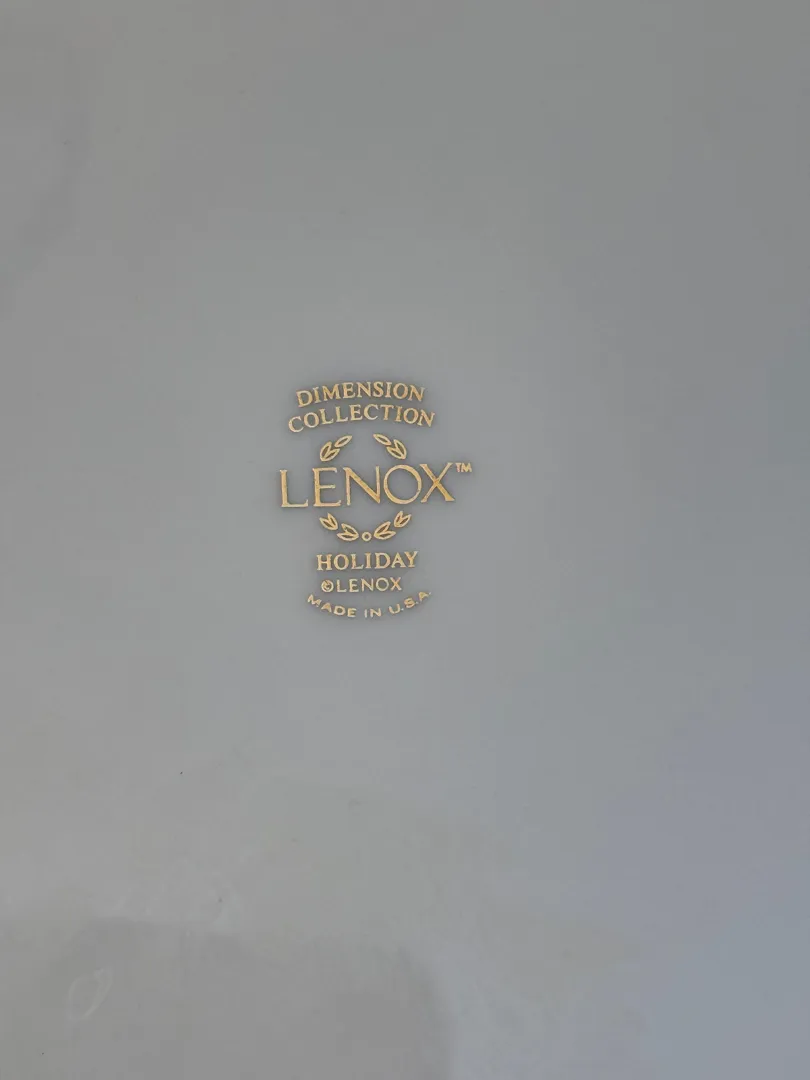 DIMENSION
COLLECTION
LENOX™
HOLIDAY
©LENOX
MADE IN U.S.A.